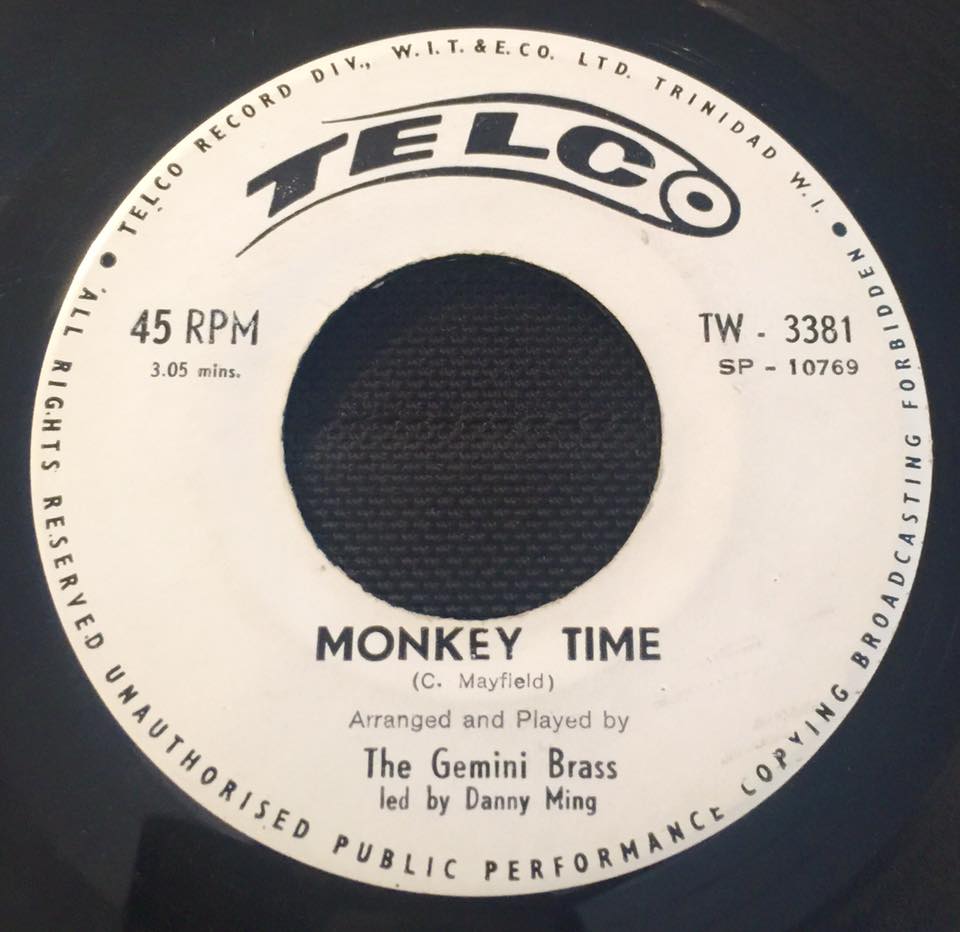 TELCO RECORD DIV., W.I.T. & E. CO. LTD. TRINIDAD W.I.
TELCO
45 RPM
3.05 mins.
TW - 3381
SP - 10769
MONKEY TIME
(C. Mayfield)
Arranged and Played by
The Gemini Brass
led by Danny Ming
ALL RIGHTS RESERVED UNAUTHORISED PUBLIC PERFORMANCE COPYING BROADCASTING FORBIDDEN